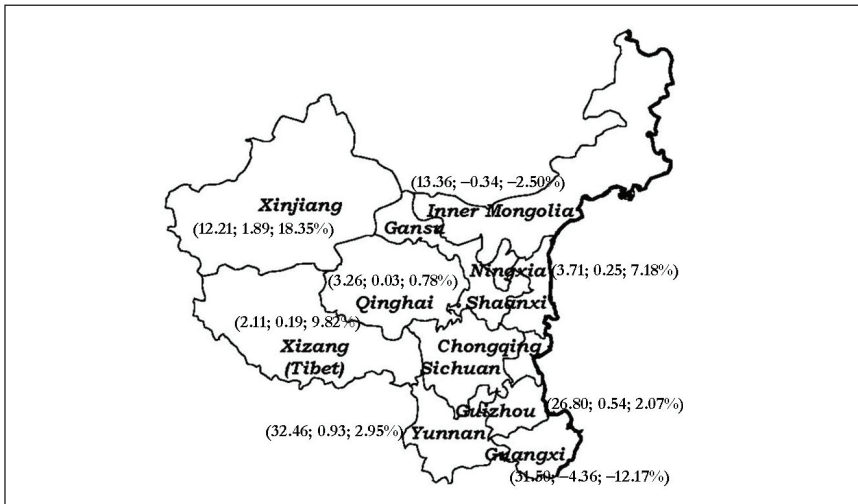 (13.36; –0.34; –2.50%)
Xinjiang
Inner Mongolia
(12.21; 1.89; 18.35%)
Gansu
Ningxia
(3.71; 0.25; 7.18%)
(3.26; 0.03; 0.78%)
Qinghai
Shaanxi
(2.11; 0.19; 9.82%)
Xizang
(Tibet)
Chongqing
Sichuan
(26.80; 0.54; 2.07%)
Guizhou
(32.46; 0.93; 2.95%)
Yunnan
Guangxi
(31.50; –4.36; –12.17%)